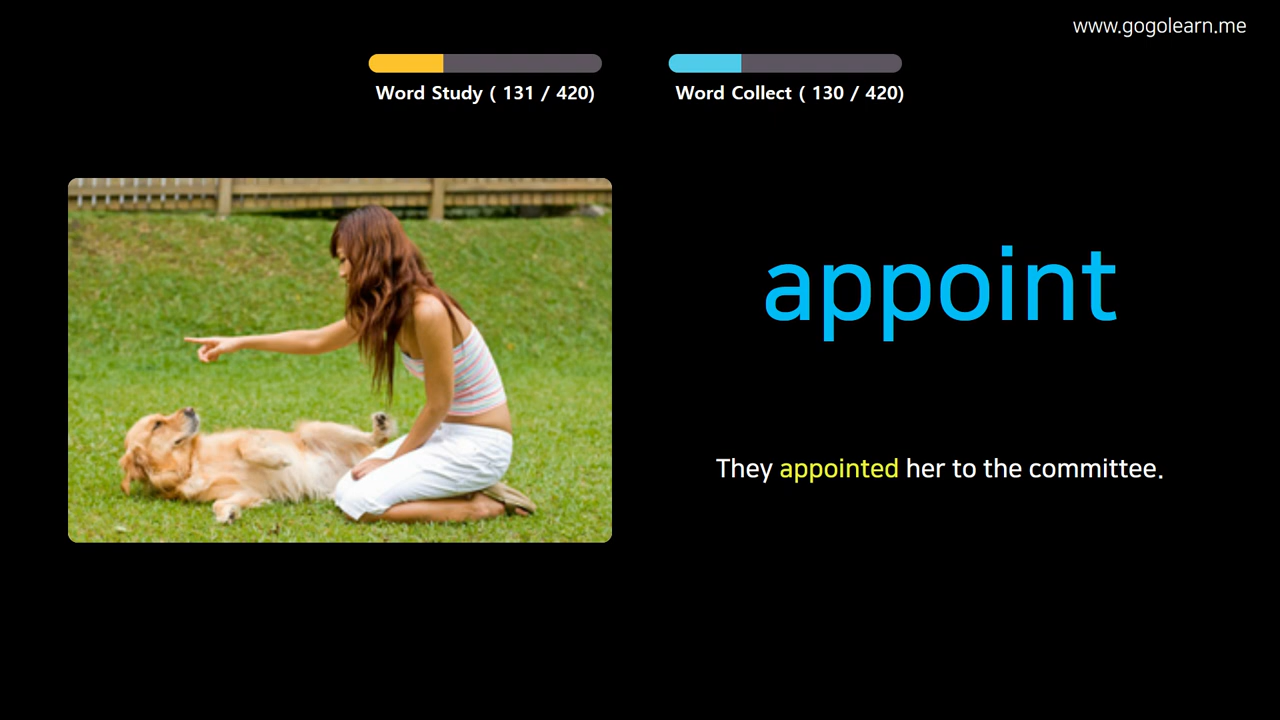 www.gogolearn.me
Word Study ( 131 / 420)
Word Collect ( 130 / 420)
appoint
They appointed her to the committee.